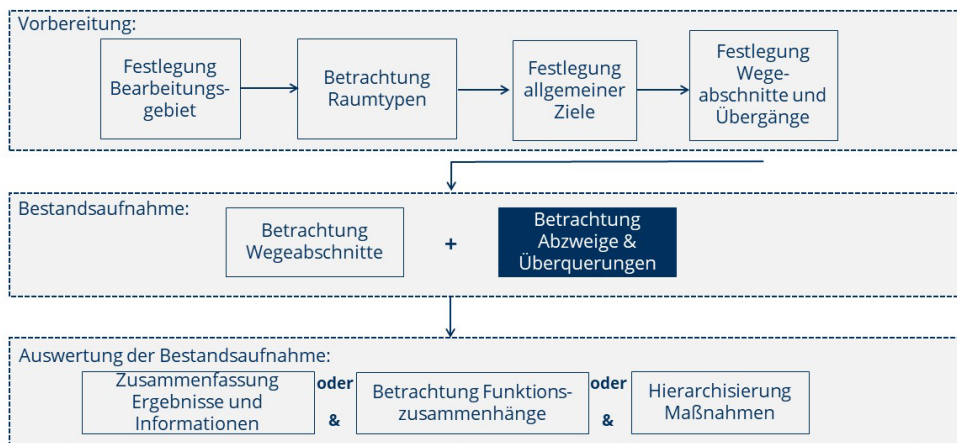 Vorbereitung:
Festlegung
Bearbeitungs-
gebiet
Betrachtung
Raumtypen
Festlegung
allgemeiner
Ziele
Festlegung
Wege-
abschnitte und
Übergänge
Bestandsaufnahme:
Betrachtung
Wegeabschnitte
+
Betrachtung
Abzweige &
Überquerungen
Auswertung der Bestandsaufnahme:
Zusammenfassung
Ergebnisse und
Informationen
oder
&
Betrachtung Funktions-
zusammenhänge
oder
&
Hierarchisierung
Maßnahmen